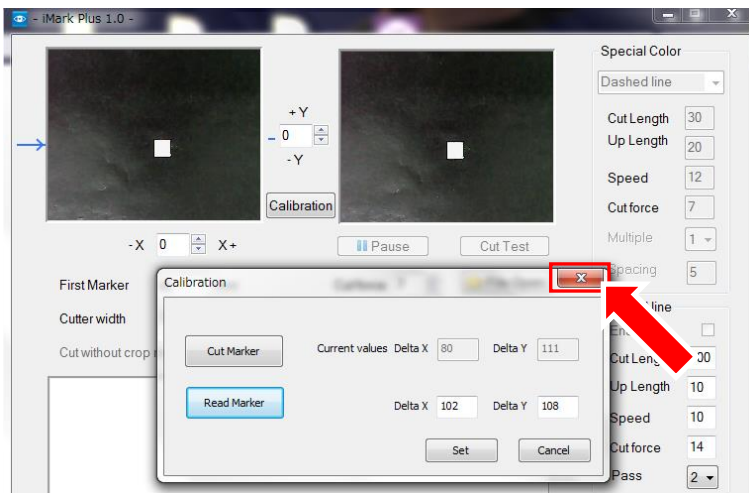 - iMark Plus 1.0 -
Special Color
Dashed line
Cut Length 30
Up Length 20
Speed 12
Cut force 7
Multiple 1
Spacing 5
+ Y
0
- Y
Calibration
- X 0 X +
Pause
Cut Test
First Marker
Cutter width
Cut without crop
Calibration
X
Cut Marker
Current values Delta X 80 Delta Y 111
Read Marker
Delta X 102 Delta Y 108
Set
Cancel
line
Cut Leng 00
Up Length 10
Speed 10
Cut force 14
Pass 2